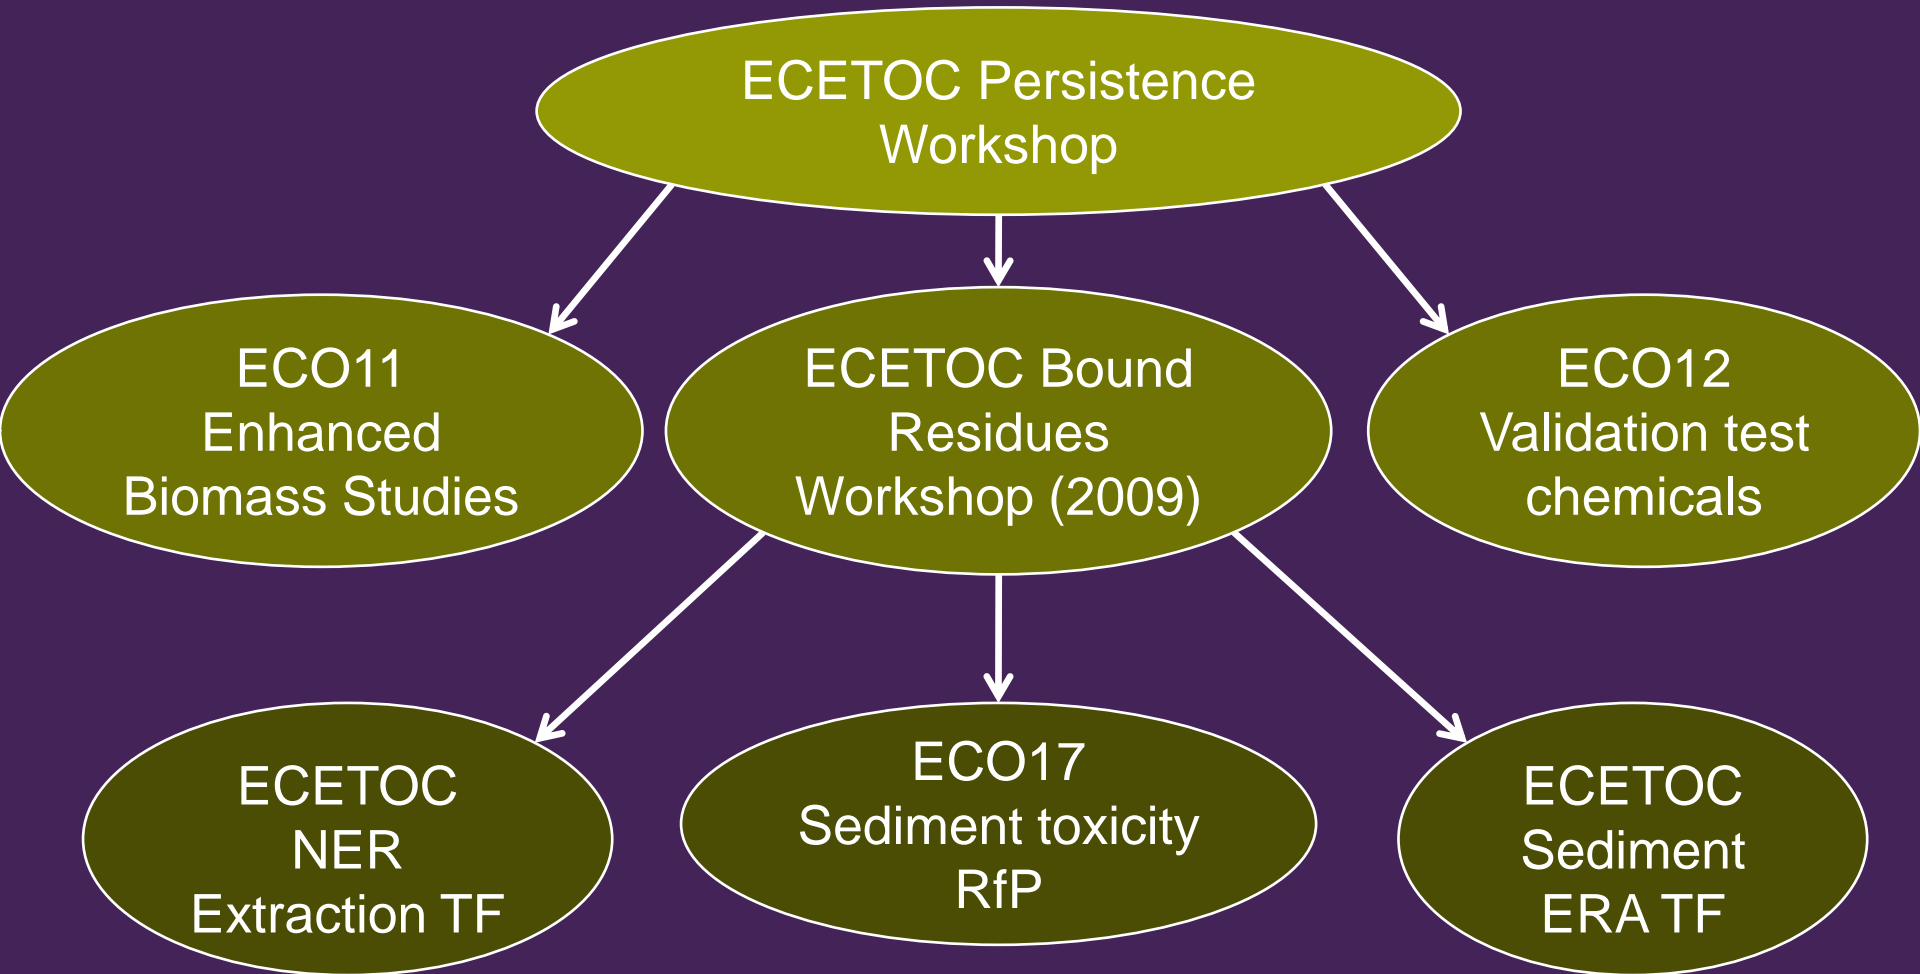 ECETOC Persistence
Workshop
ECO11
Enhanced
Biomass Studies
ECETOC Bound
Residues
Workshop (2009)
ECO12
Validation test
chemicals
ECETOC
NER
Extraction TF
ECO17
Sediment toxicity
RfP
ECETOC
Sediment
ERA TF